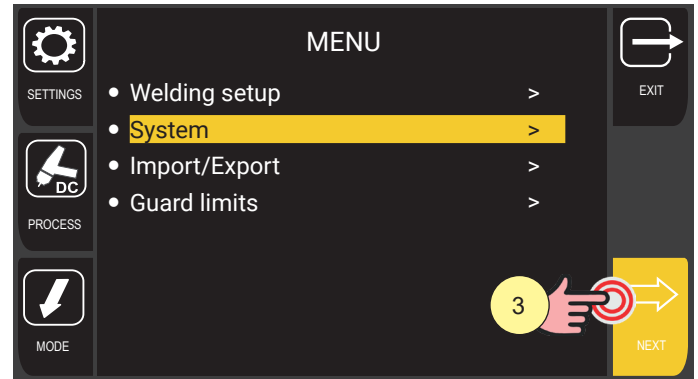 MENU
SETTINGS
EXIT
• Welding setup >
• System >
• Import/Export >
• Guard limits >
DC
PROCESS
MODE
3
NEXT